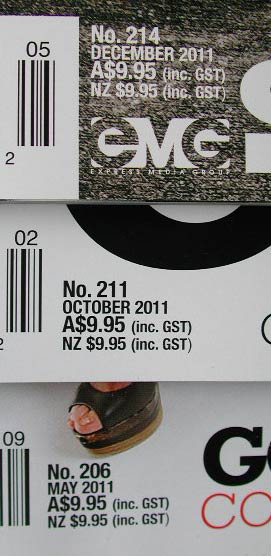 05
2
No. 214
DECEMBER 2011
A$9.95 (inc. GST)
NZ $9.95 (inc. GST)
eMG
EXPRESS MEDIA GROUP
02
2
No. 211
OCTOBER 2011
A$9.95 (inc. GST)
NZ $9.95 (inc. GST)
09
No. 206
MAY 2011
A$9.95 (inc. GST)
NZ $9.95 (inc. GST)
G
CO